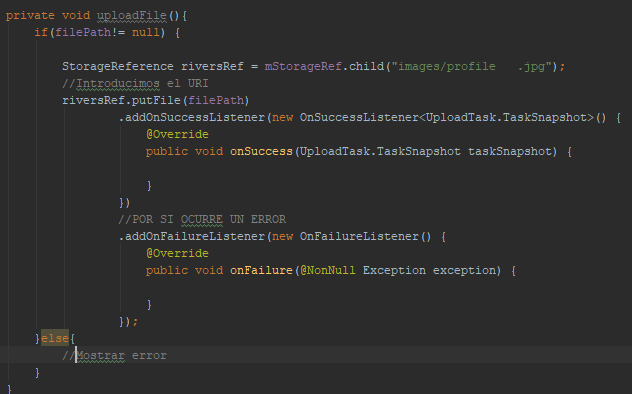 private void uploadFile(){
if(filePath!= null) {
StorageReference riversRef = mStorageRef.child("images/profile   .jpg");
//Introducimos el URI
riversRef.putFile(filePath)
.addOnSuccessListener(new OnSuccessListener<UploadTask.TaskSnapshot>() {
@Override
public void onSuccess(UploadTask.TaskSnapshot taskSnapshot) {
}
})
//POR SI OCURRE UN ERROR
.addOnFailureListener(new OnFailureListener() {
@Override
public void onFailure(@NonNull Exception exception) {
}
});
}else{
//Mostrar error
}
}